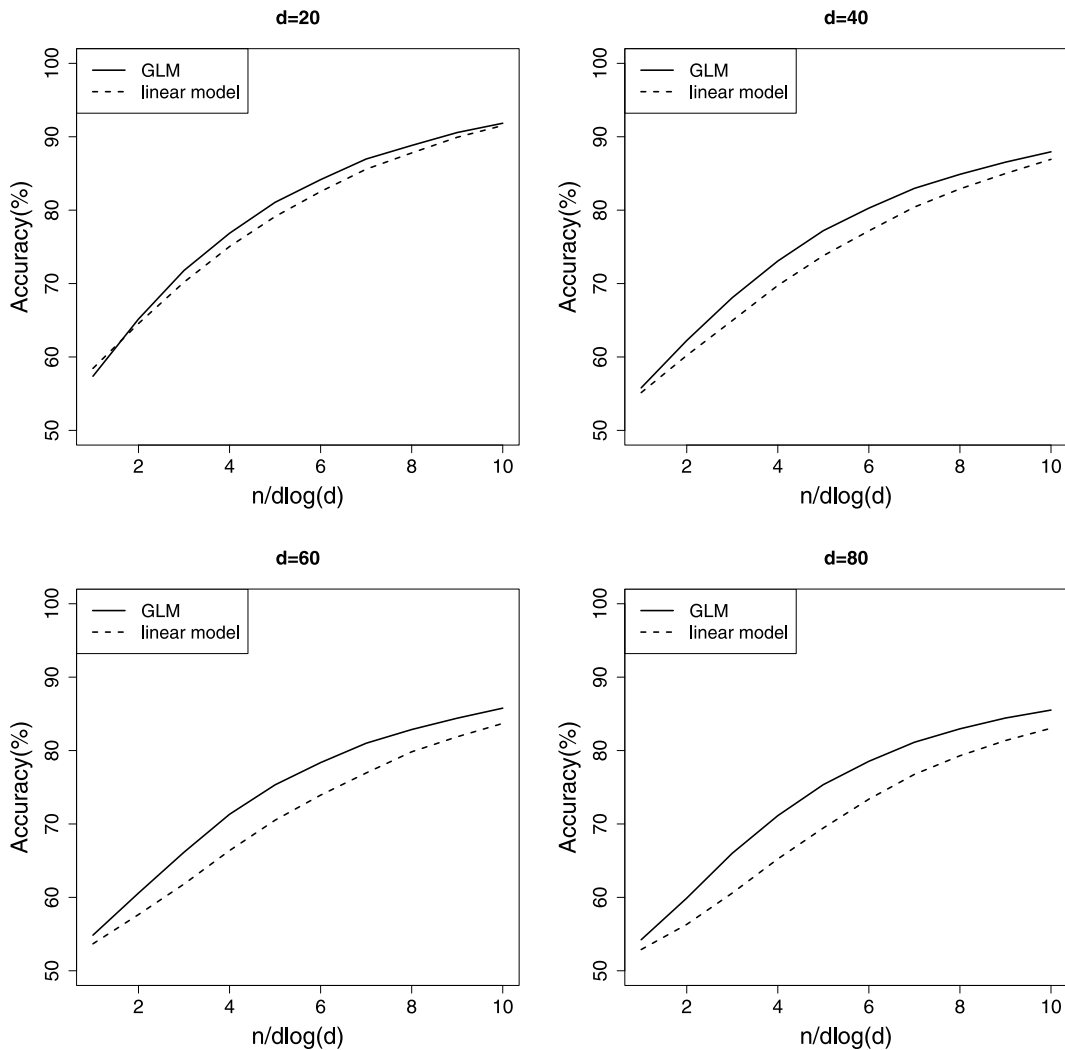 d=20
GLM
linear model
Accuracy(%)
100
90
80
70
60
50
2 4 6 8 10
n/dlog(d)
d=40
GLM
linear model
Accuracy(%)
100
90
80
70
60
50
2 4 6 8 10
n/dlog(d)
d=60
GLM
linear model
Accuracy(%)
100
90
80
70
60
50
2 4 6 8 10
n/dlog(d)
d=80
GLM
linear model
Accuracy(%)
100
90
80
70
60
50
2 4 6 8 10
n/dlog(d)